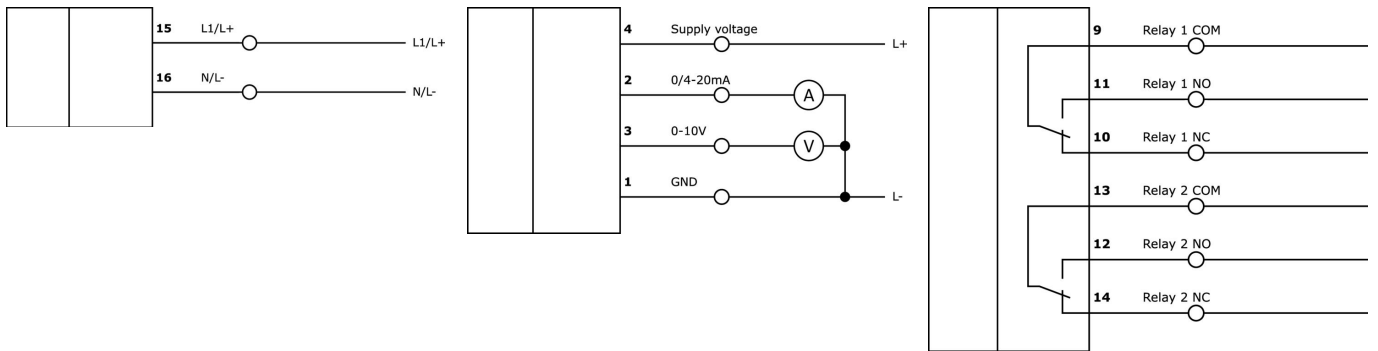 15 L1/L+ L1/L+
16 N/L- N/L-
4 Supply voltage L+
2 0/4-20mA A
3 0-10V V
1 GND L-
9 Relay 1 COM
11 Relay 1 NO
10 Relay 1 NC
13 Relay 2 COM
12 Relay 2 NO
14 Relay 2 NC